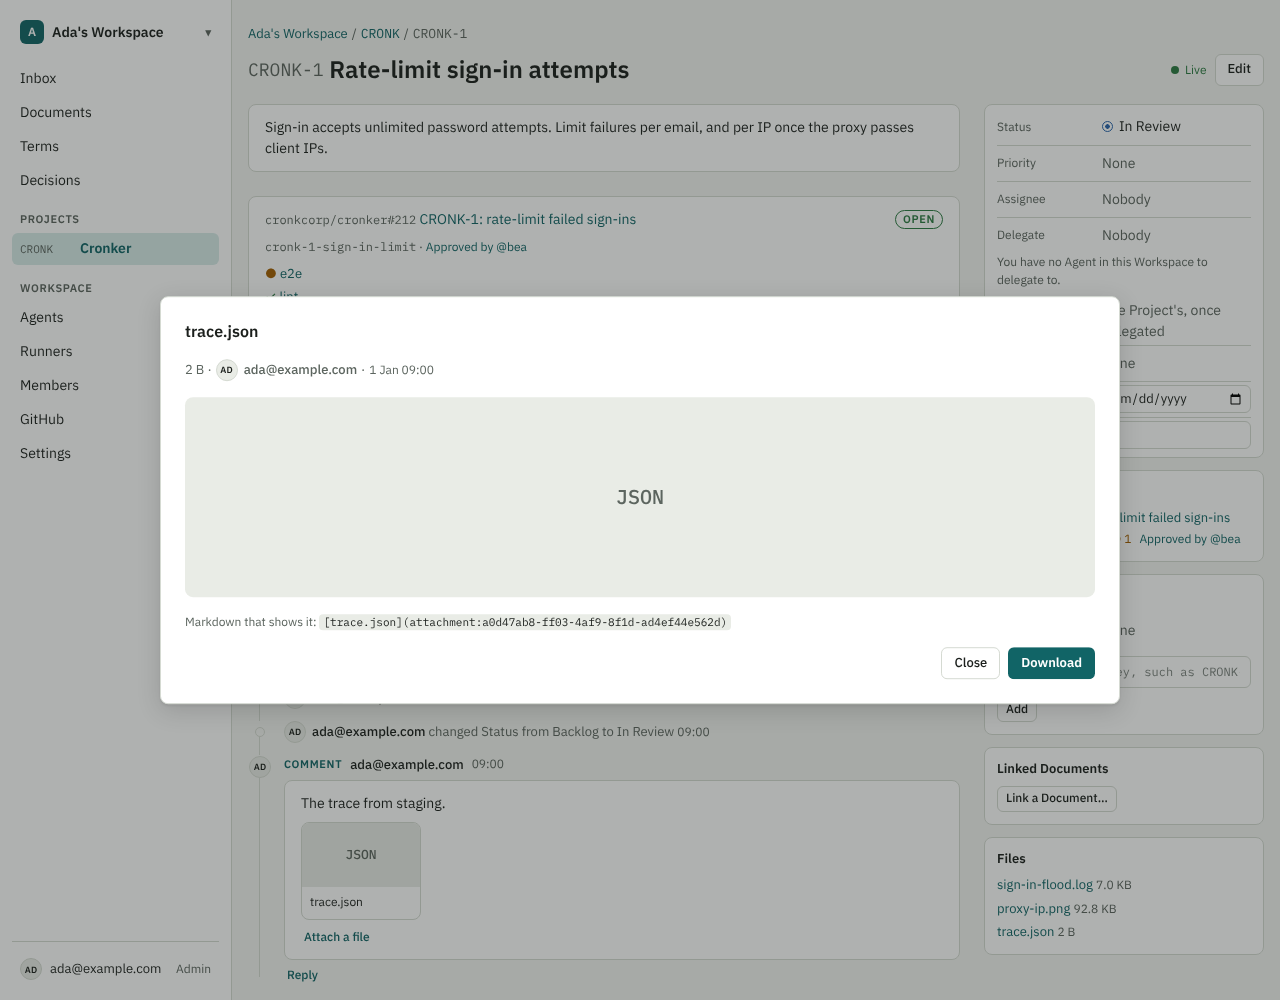 A Ada's Workspace ▾
Inbox
Documents
Terms
Decisions
PROJECTS
CRONK Cronker
WORKSPACE
Agents
Runners
Members
GitHub
Settings
AD ada@example.com Admin
Ada's Workspace / CRONK / CRONK-1
CRONK-1 Rate-limit sign-in attempts
Live Edit
Sign-in accepts unlimited password attempts. Limit failures per email, and per IP once the proxy passes
client IPs.
cronkcorp/cronker#212 CRONK-1: rate-limit failed sign-ins OPEN
cronk-1-sign-in-limit · Approved by @bea
e2e
lint
Status In Review
Priority None
Assignee Nobody
Delegate Nobody
You have no Agent in this Workspace to
delegate to.
Project's, once
legated
ne
m/dd/yyyy
limit failed sign-ins
1 Approved by @bea
ne
ey, such as CRONK
Add
trace.json
2 B · AD ada@example.com · 1 Jan 09:00
JSON
Markdown that shows it: [trace.json](attachment:a0d47ab8-ff03-4af9-8f1d-ad4ef44e562d)
Close Download
AD ada@example.com changed Status from Backlog to In Review 09:00
AD COMMENT ada@example.com 09:00
The trace from staging.
JSON
trace.json
Attach a file
Reply
Linked Documents
Link a Document...
Files
sign-in-flood.log 7.0 KB
proxy-ip.png 92.8 KB
trace.json 2 B